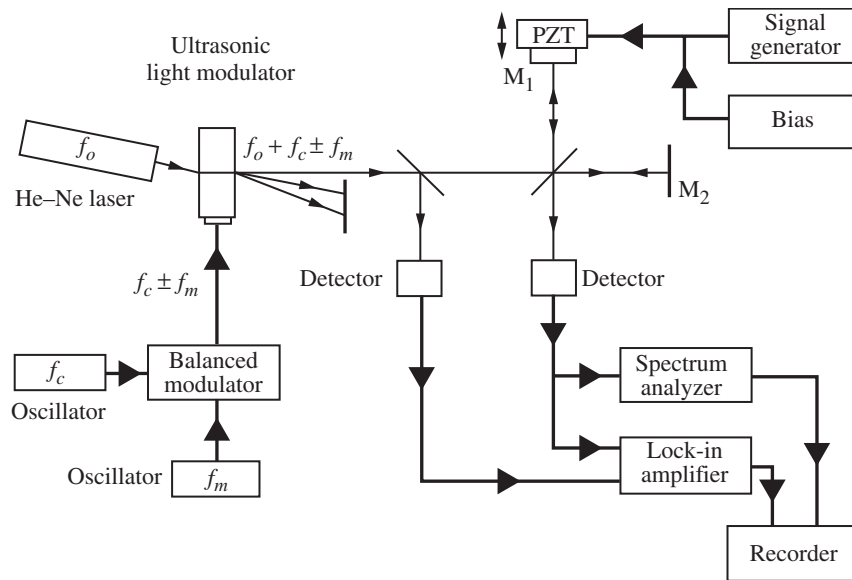 Ultrasonic
light modulator
PZT
Signal
generator
M1
Bias
fo
fo + fc ± fm
He–Ne laser
M2
fc ± fm
Detector
Detector
fc
Balanced
modulator
Spectrum
analyzer
Oscillator
Lock-in
amplifier
Oscillator
fm
Recorder